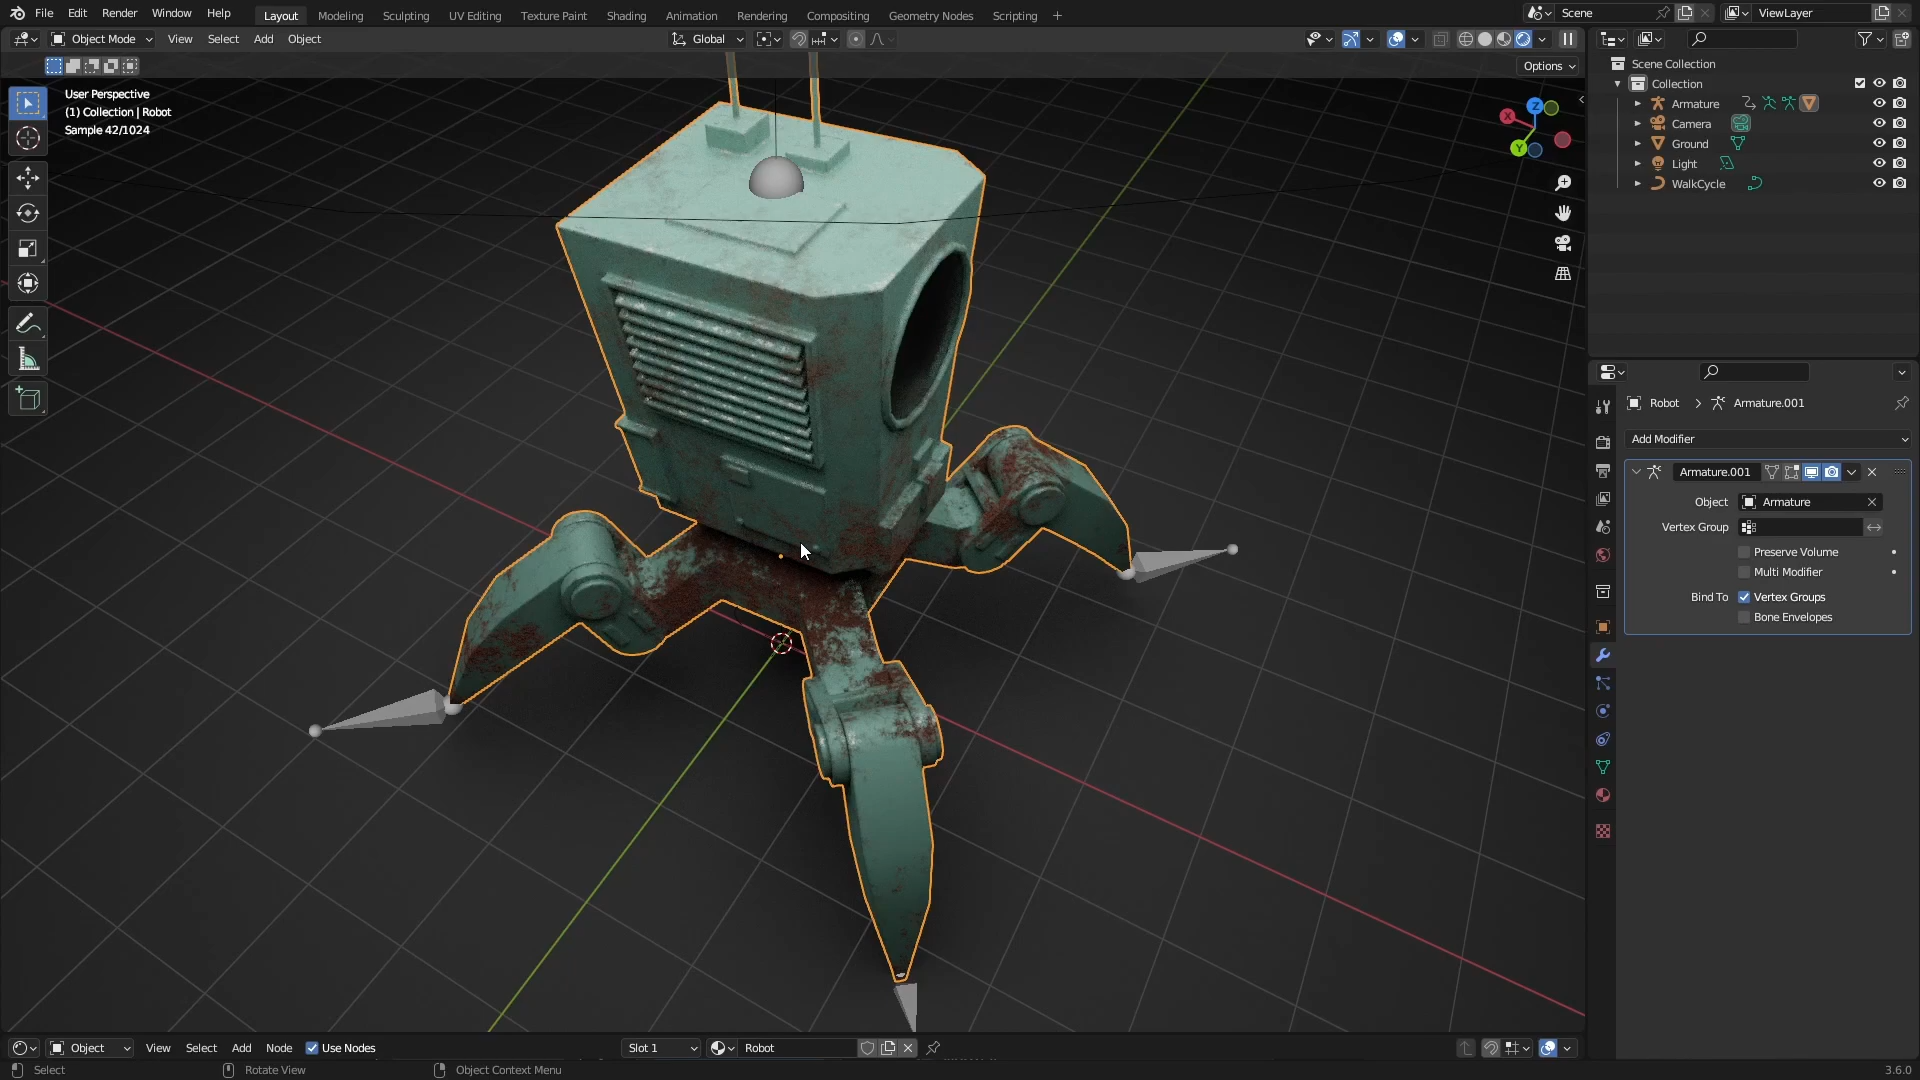 File Edit Render Window Help Layout Modeling Sculpting UV Editing Texture Paint Shading Animation Rendering Compositing Geometry Nodes Scripting + Scene ViewLayer
Object Mode View Select Add Object Global
Options
User Perspective
(1) Collection | Robot
Sample 42/1024
X
Y
Z
Scene Collection
Collection
Armature
Camera
Ground
Light
WalkCycle
Robot > Armature.001
Add Modifier
Armature.001
Object Armature
Vertex Group
Preserve Volume
Multi Modifier
Bind To Vertex Groups
Bone Envelopes
Object View Select Add Node Use Nodes Slot 1 Robot
Select Rotate View Object Context Menu 3.6.0